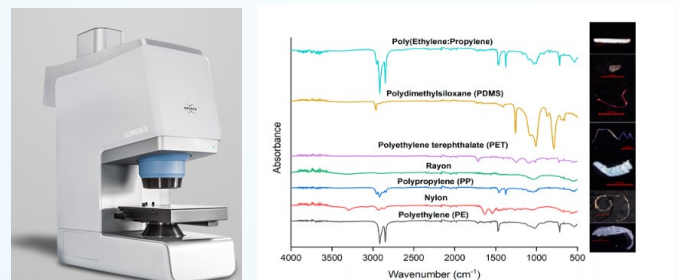 BRUKER
LUMOS II
Poly(Ethylene:Propylene)
Polydimethylsiloxane (PDMS)
Polyethylene terephthalate (PET)
Rayon
Polypropylene (PP)
Nylon
Polyethylene (PE)
Absorbance
4000 3500 3000 2500 2000 1500 1000 500
Wavenumber (cm⁻¹)